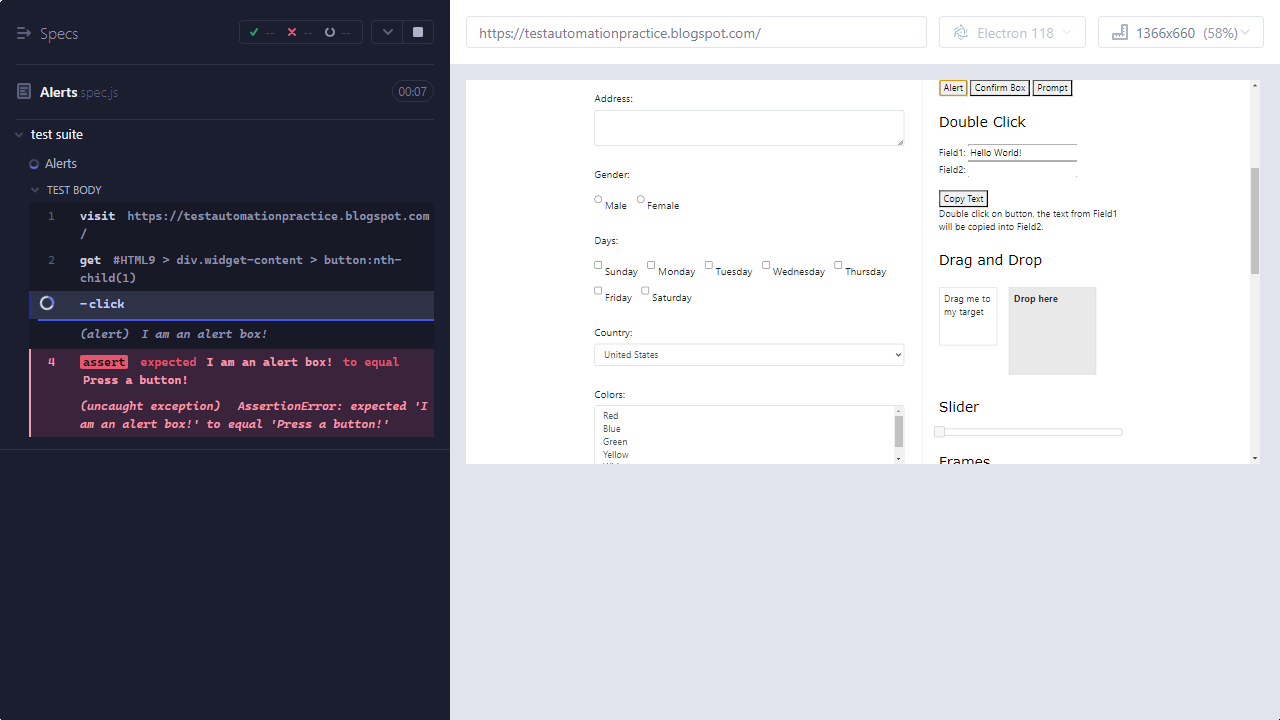 Specs
-- -- --
Alerts spec.js
00:07
test suite
Alerts
TEST BODY
1 visit https://testautomationpractice.blogspot.com
/
2 get #HTML9 > div.widget-content > button:nth-
child(1)
-click
(alert) I am an alert box!
4 assert expected I am an alert box! to equal
Press a button!
(uncaught exception) AssertionError: expected 'I
am an alert box!' to equal 'Press a button!'
https://testautomationpractice.blogspot.com/
Electron 118
1366x660 (58%)
Address:
Gender:
Male Female
Days:
Sunday Monday Tuesday Wednesday Thursday
Friday Saturday
Country:
United States
Colors:
Red
Blue
Green
Yellow
Alert Confirm Box Prompt
Double Click
Field1: Hello World!
Field2:
Copy Text
Double click on button, the text from Field1
will be copied into Field2.
Drag and Drop
Drag me to
my target
Drop here
Slider
Frames